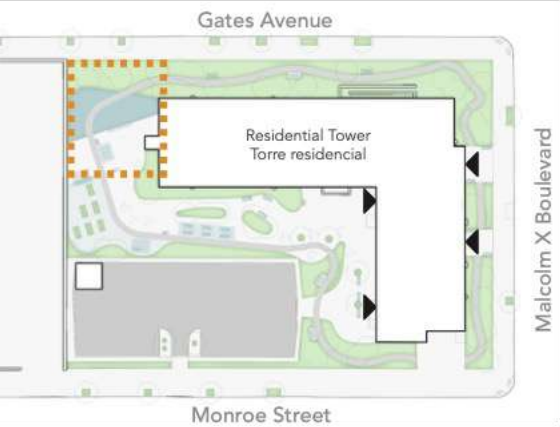 Gates Avenue
Residential Tower
Torre residencial
Malcolm X Boulevard
Monroe Street